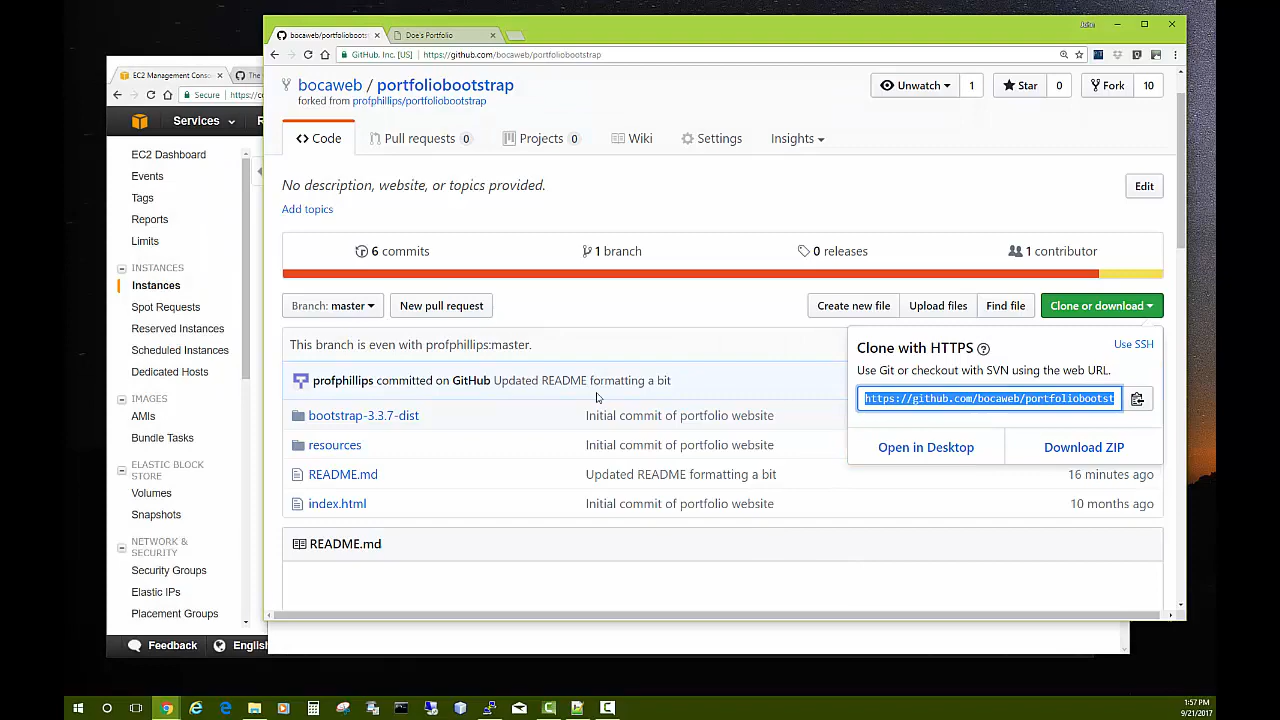 bocaweb/portfolioboots
Doe's Portfolio
GitHub, Inc. [US]
https://github.com/bocaweb/portfoliobootstrap
EC2 Management Cons
The
Secure
https://co
Services
EC2 Dashboard
Events
Tags
Reports
Limits
INSTANCES
Instances
Spot Requests
Reserved Instances
Scheduled Instances
Dedicated Hosts
IMAGES
AMIs
Bundle Tasks
ELASTIC BLOCK
STORE
Volumes
Snapshots
NETWORK &
SECURITY
Security Groups
Elastic IPs
Placement Groups
Feedback
English
bocaweb / portfoliobootstrap
forked from profphillips/portfoliobootstrap
Unwatch 1
Star 0
Fork 10
Code
Pull requests 0
Projects 0
Wiki
Settings
Insights
No description, website, or topics provided.
Edit
Add topics
6 commits
1 branch
0 releases
1 contributor
Branch: master
New pull request
Create new file
Upload files
Find file
Clone or download
This branch is even with profphillips:master.
Clone with HTTPS
Use SSH
Use Git or checkout with SVN using the web URL.
https://github.com/bocaweb/portfoliobootst
Open in Desktop
Download ZIP
profphillips committed on GitHub Updated README formatting a bit
bootstrap-3.3.7-dist
Initial commit of portfolio website
resources
Initial commit of portfolio website
README.md
Updated README formatting a bit
16 minutes ago
index.html
Initial commit of portfolio website
10 months ago
README.md
1:57 PM
9/21/2017